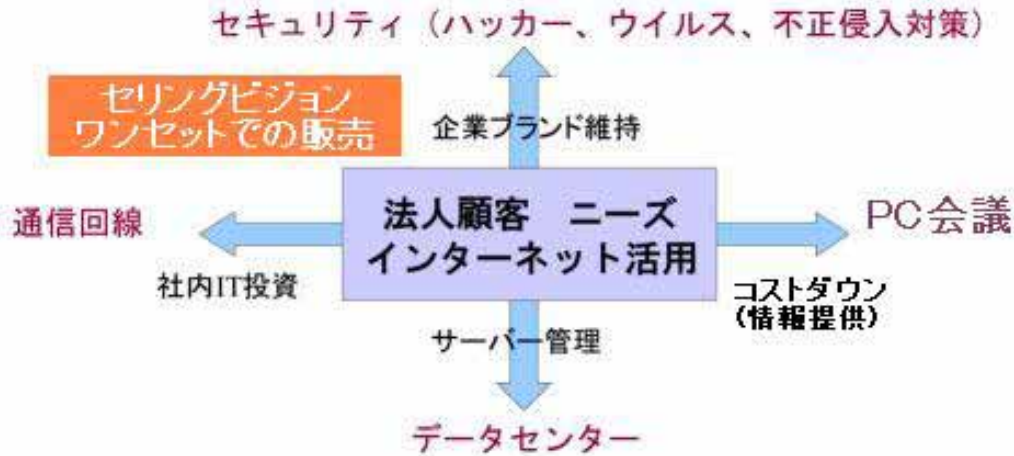 セキュリティ（ハッカー、ウイルス、不正侵入対策）
セリングビジョン
ワンセットでの販売
企業ブランド維持
通信回線
法人顧客　ニーズ
インターネット活用
PC会議
社内IT投資
コストダウン
(情報提供)
サーバー管理
データセンター